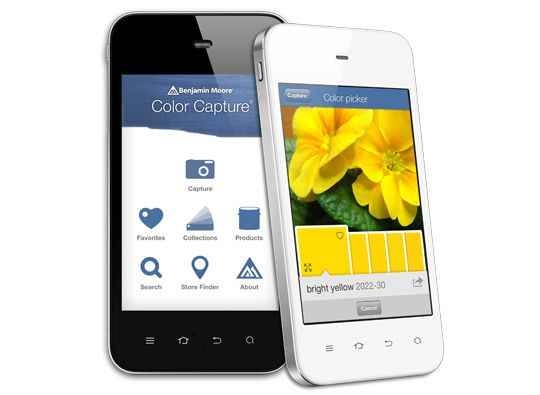 Benjamin Moore®
Color Capture®
Capture
Favorites
Collections
Products
Search
Store Finder
About
Capture
Color picker
bright yellow 2022-30
Cancel